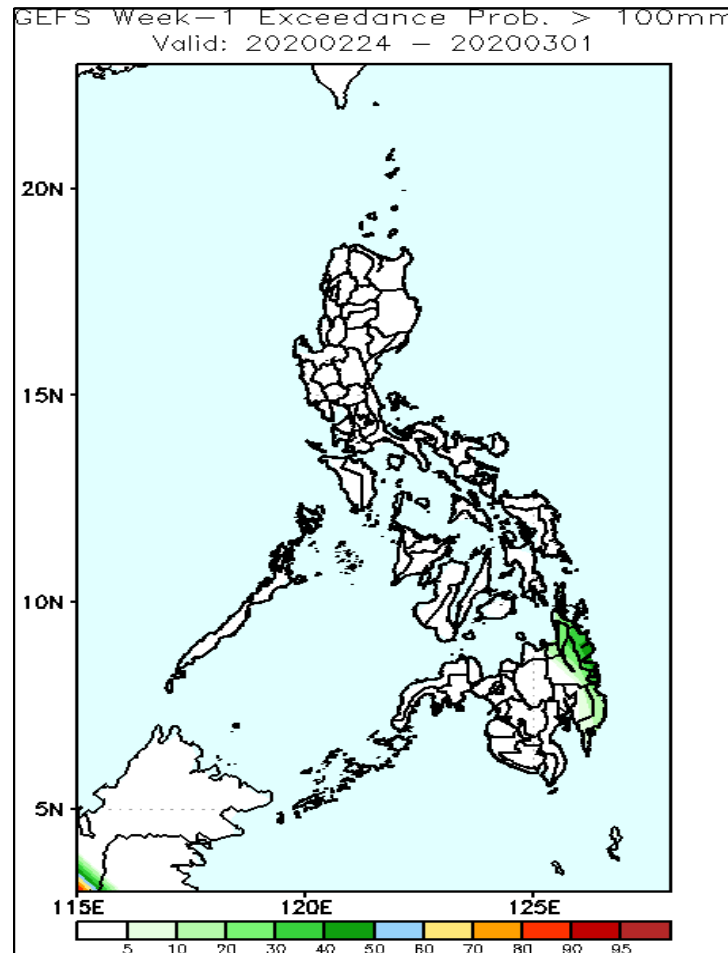 GEFS Week-1 Exceedance Prob. > 100mm
Valid: 20200224 - 20200301
20N
15N
10N
5N
115E 120E 125E
5 10 20 30 40 50 60 70 80 90 95